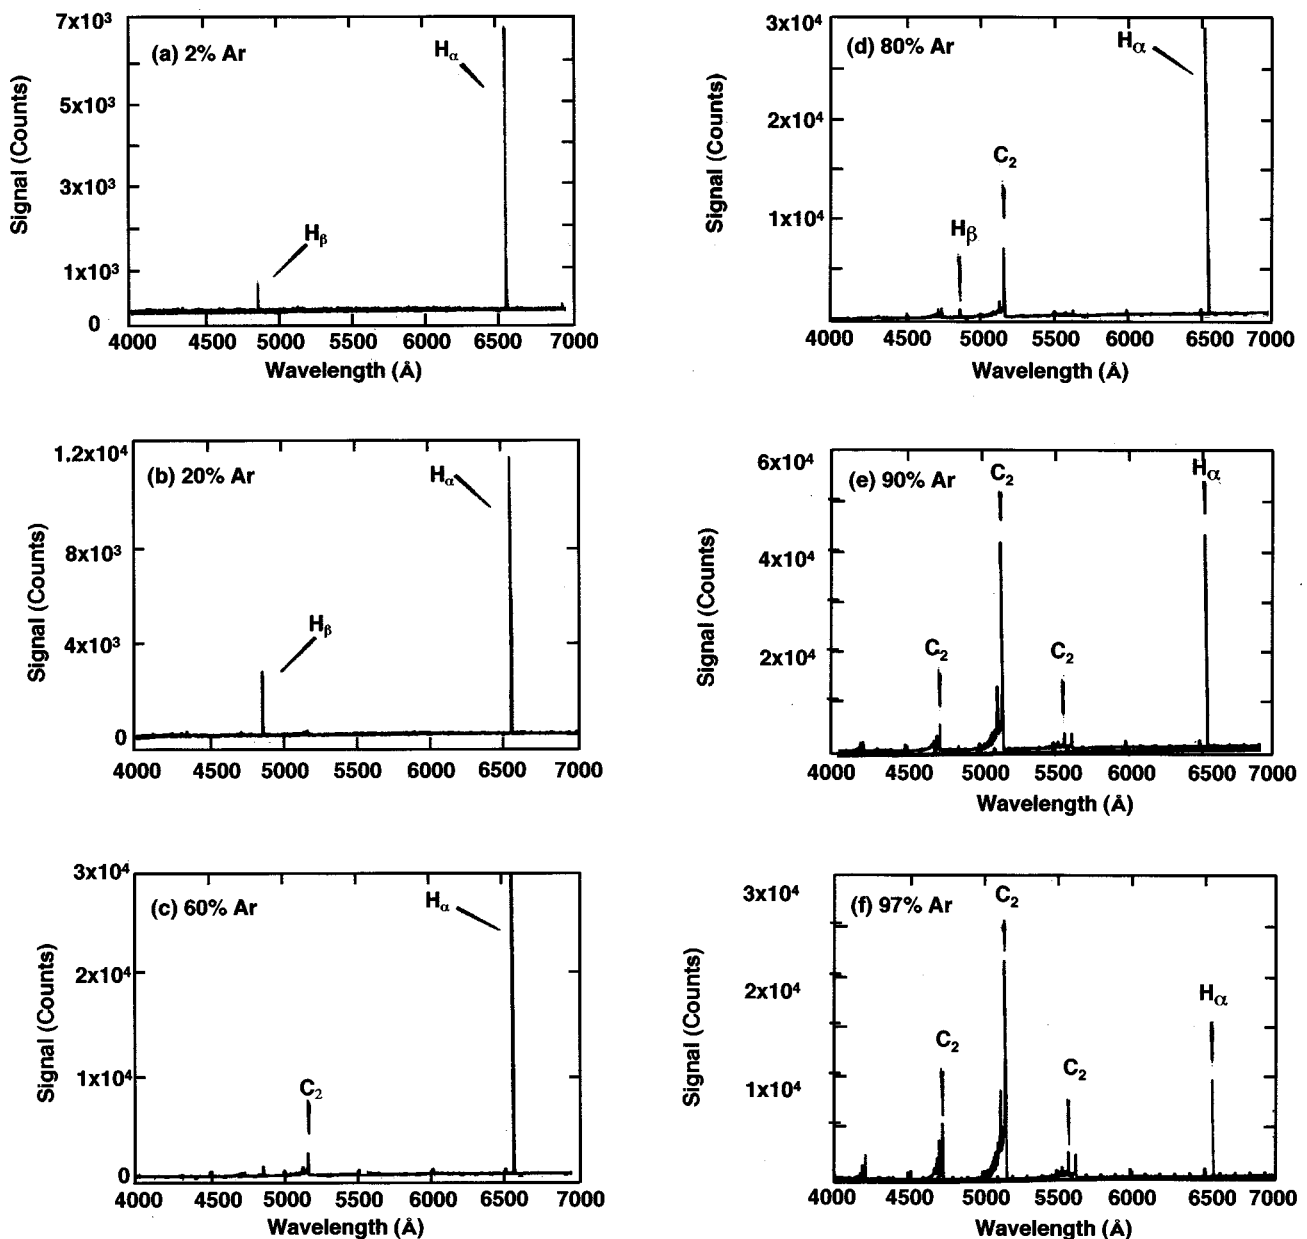 7x10³
(a) 2% Ar
Hα
5x10³
3x10³
Hβ
1x10³
0
Signal (Counts)
4000 4500 5000 5500 6000 6500 7000
Wavelength (Å)
3x10⁴
(d) 80% Ar
Hα
2x10⁴
C₂
1x10⁴
Hβ
Signal (Counts)
4000 4500 5000 5500 6000 6500 7000
Wavelength (Å)
1.2x10⁴
(b) 20% Ar
Hα
8x10³
Hβ
4x10³
0
Signal (Counts)
4000 4500 5000 5500 6000 6500 7000
6x10⁴
(e) 90% Ar
C₂
Hα
4x10⁴
C₂
C₂
2x10⁴
Signal (Counts)
4000 4500 5000 5500 6000 6500 7000
Wavelength (Å)
3x10⁴
(c) 60% Ar
Hα
2x10⁴
1x10⁴
C₂
0
Signal (Counts)
4000 4500 5000 5500 6000 6500 7000
Wavelength (Å)
3x10⁴
(f) 97% Ar
C₂
2x10⁴
Hα
C₂
C₂
1x10⁴
Signal (Counts)
4000 4500 5000 5500 6000 6500 7000
Wavelength (Å)